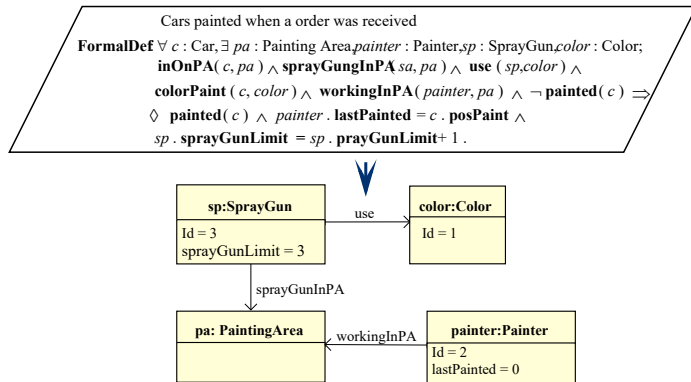 Cars painted when a order was received
FormalDef ∀ c : Car, ∃ pa : Painting Area, painter : Painter, sp : SprayGun, color : Color;
inOnPA( c, pa ) ∧ sprayGungInPA( sa, pa ) ∧ use ( sp,color ) ∧
colorPaint ( c, color ) ∧ workingInPA( painter, pa ) ∧ ¬ painted( c ) ⇒
◊ painted( c ) ∧ painter . lastPainted = c . posPaint ∧
sp . sprayGunLimit = sp . prayGunLimit+ 1 .
sp:SprayGun
Id = 3
sprayGunLimit = 3
use
color:Color
Id = 1
sprayGunInPA
pa: PaintingArea
workingInPA
painter:Painter
Id = 2
lastPainted = 0